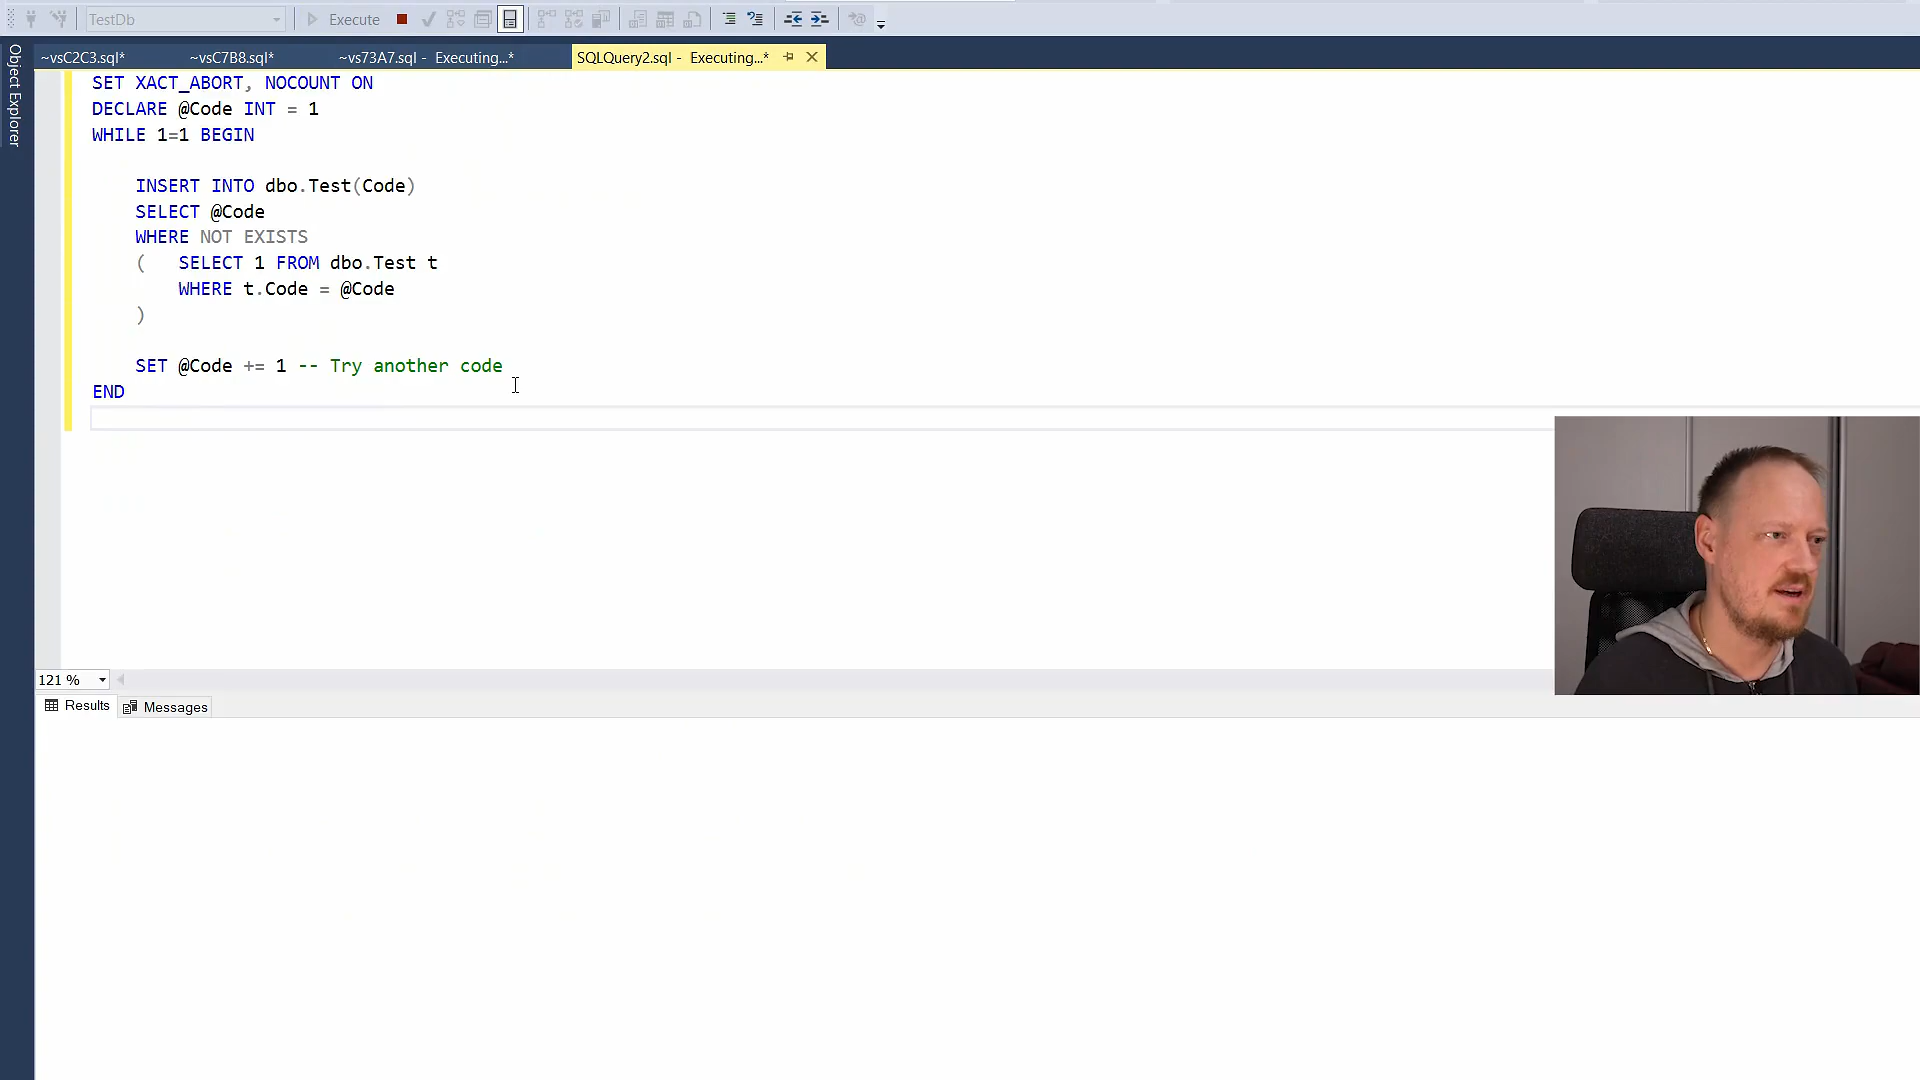 TestDb
Execute
~vsC2C3.sql*
~vsC7B8.sql*
~vs73A7.sql - Executing...*
SQLQuery2.sql - Executing...*
Object Explorer
SET XACT_ABORT, NOCOUNT ON
DECLARE @Code INT = 1
WHILE 1=1 BEGIN
INSERT INTO dbo.Test(Code)
SELECT @Code
WHERE NOT EXISTS
( SELECT 1 FROM dbo.Test t
WHERE t.Code = @Code
)
SET @Code += 1 -- Try another code
END
121 %
Results
Messages